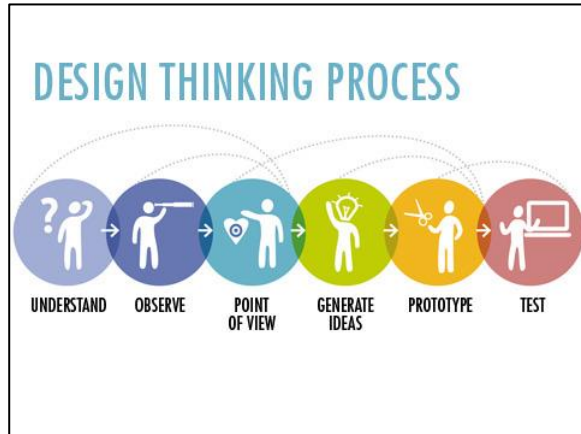 DESIGN THINKING PROCESS
?
UNDERSTAND
OBSERVE
POINT
OF VIEW
GENERATE
IDEAS
PROTOTYPE
TEST